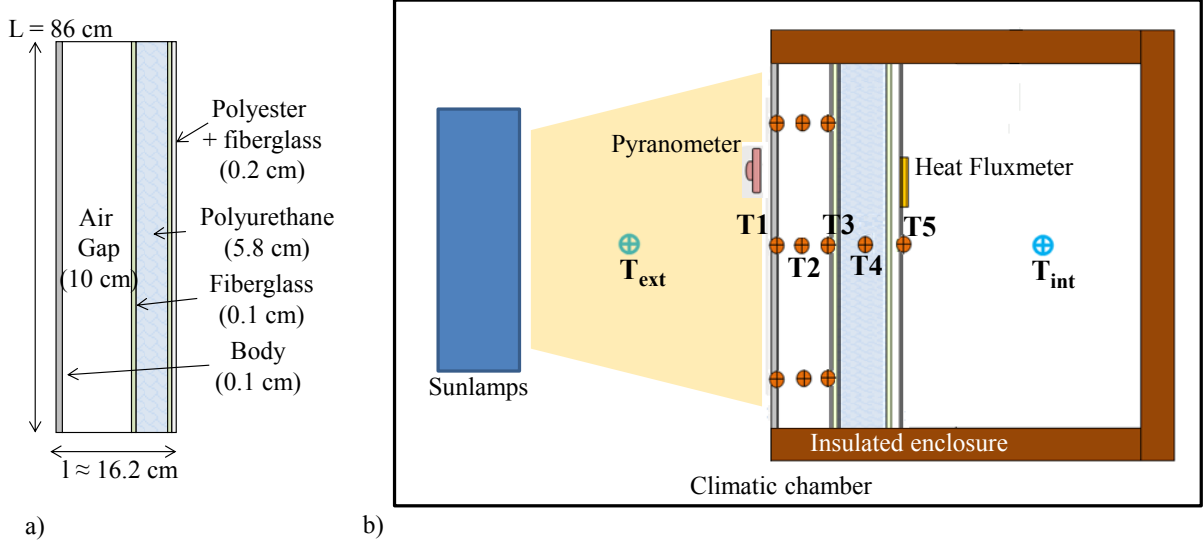 L = 86 cm
Polyester
+ fiberglass
(0.2 cm)
Air
Gap
(10 cm)
Polyurethane
(5.8 cm)
Fiberglass
(0.1 cm)
Body
(0.1 cm)
l ≈ 16.2 cm
a)
Pyranometer
Heat Fluxmeter
T1
T2
T3
T4
T5
Text
Tint
Sunlamps
Insulated enclosure
Climatic chamber
b)